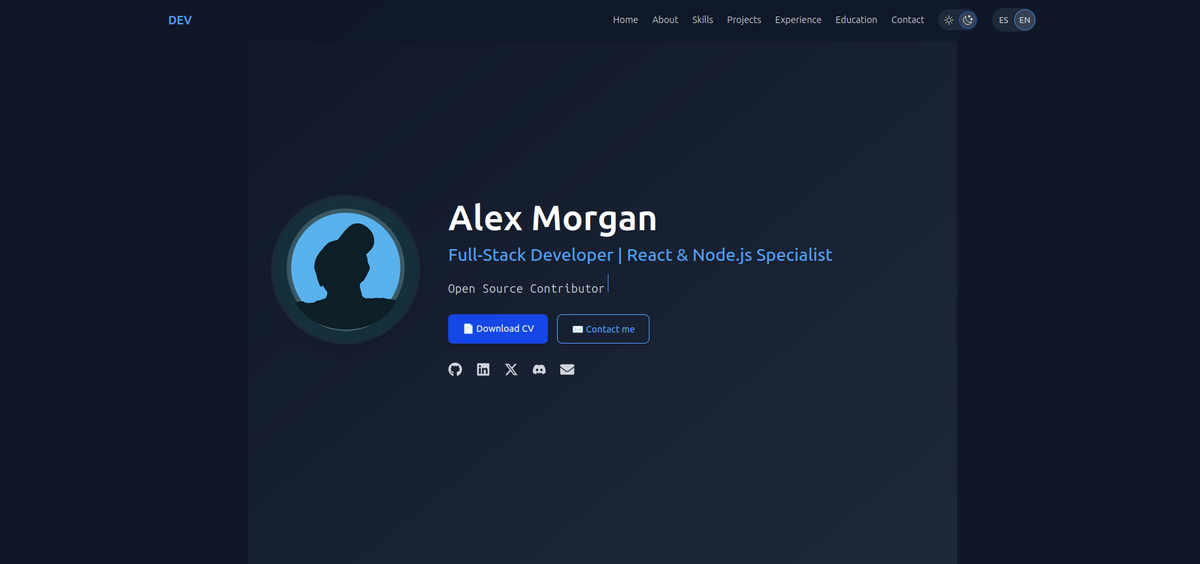 DEV
Home About Skills Projects Experience Education Contact ES EN
Alex Morgan
Full-Stack Developer | React & Node.js Specialist
Open Source Contributor
Download CV Contact me